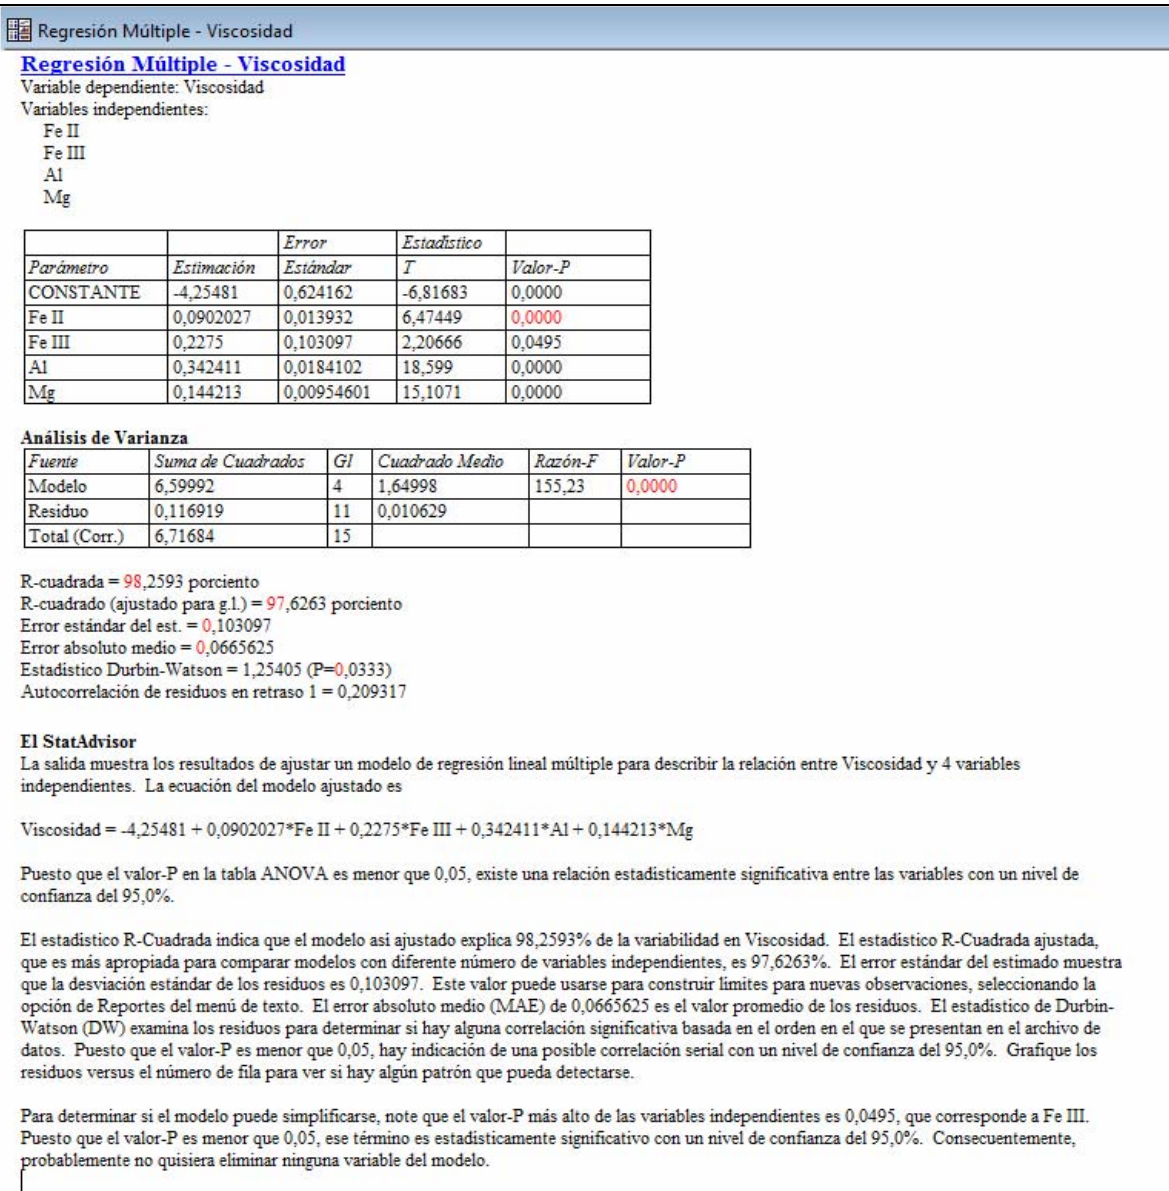 Regresión Múltiple - Viscosidad
Regresión Múltiple - Viscosidad
Variable dependiente: Viscosidad
Variables independientes:
Fe II
Fe III
Al
Mg
Error Estadístico
Parámetro Estimación Estándar T Valor-P
CONSTANTE -4,25481 0,624162 -6,81683 0,0000
Fe II 0,0902027 0,013932 6,47449 0,0000
Fe III 0,2275 0,103097 2,20666 0,0495
Al 0,342411 0,0184102 18,599 0,0000
Mg 0,144213 0,00954601 15,1071 0,0000
Análisis de Varianza
Fuente Suma de Cuadrados Gl Cuadrado Medio Razón-F Valor-P
Modelo 6,59992 4 1,64998 155,23 0,0000
Residuo 0,116919 11 0,010629
Total (Corr.) 6,71684 15
R-cuadrada = 98,2593 porciento
R-cuadrado (ajustado para g.l.) = 97,6263 porciento
Error estándar del est. = 0,103097
Error absoluto medio = 0,0665625
Estadístico Durbin-Watson = 1,25405 (P=0,0333)
Autocorrelación de residuos en retraso 1 = 0,209317
El StatAdvisor
La salida muestra los resultados de ajustar un modelo de regresión lineal múltiple para describir la relación entre Viscosidad y 4 variables
independientes. La ecuación del modelo ajustado es
Viscosidad = -4,25481 + 0,0902027*Fe II + 0,2275*Fe III + 0,342411*Al + 0,144213*Mg
Puesto que el valor-P en la tabla ANOVA es menor que 0,05, existe una relación estadísticamente significativa entre las variables con un nivel de
confianza del 95,0%.
El estadístico R-Cuadrada indica que el modelo así ajustado explica 98,2593% de la variabilidad en Viscosidad. El estadístico R-Cuadrada ajustada,
que es más apropiada para comparar modelos con diferente número de variables independientes, es 97,6263%. El error estándar del estimado muestra
que la desviación estándar de los residuos es 0,103097. Este valor puede usarse para construir límites para nuevas observaciones, seleccionando la
opción de Reportes del menú de texto. El error absoluto medio (MAE) de 0,0665625 es el valor promedio de los residuos. El estadístico de Durbin-
Watson (DW) examina los residuos para determinar si hay alguna correlación significativa basada en el orden en el que se presentan en el archivo de
datos. Puesto que el valor-P es menor que 0,05, hay indicación de una posible correlación serial con un nivel de confianza del 95,0%. Grafique los
residuos versus el número de fila para ver si hay algún patrón que pueda detectarse.
Para determinar si el modelo puede simplificarse, note que el valor-P más alto de las variables independientes es 0,0495, que corresponde a Fe III.
Puesto que el valor-P es menor que 0,05, ese término es estadísticamente significativo con un nivel de confianza del 95,0%. Consecuentemente,
probablemente no quisiera eliminar ninguna variable del modelo.